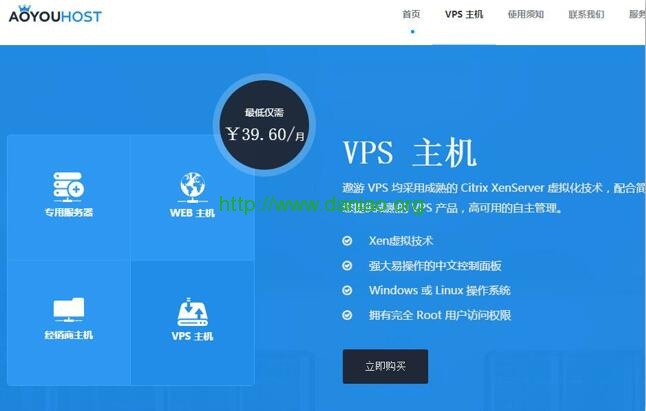 AOYOUHOST
首页 VPS 主机 使用须知 联系我们 服务
最低仅需
￥39.60/月
专用服务器
WEB 主机
经销商主机
VPS 主机
VPS 主机
遨游 VPS 均采用成熟的 Citrix XenServer 虚拟化技术，配合简
VPS 产品，高可用的自主管理。
Xen虚拟技术
强大易操作的中文控制面板
Windows 或 Linux 操作系统
拥有完全 Root 用户访问权限
立即购买